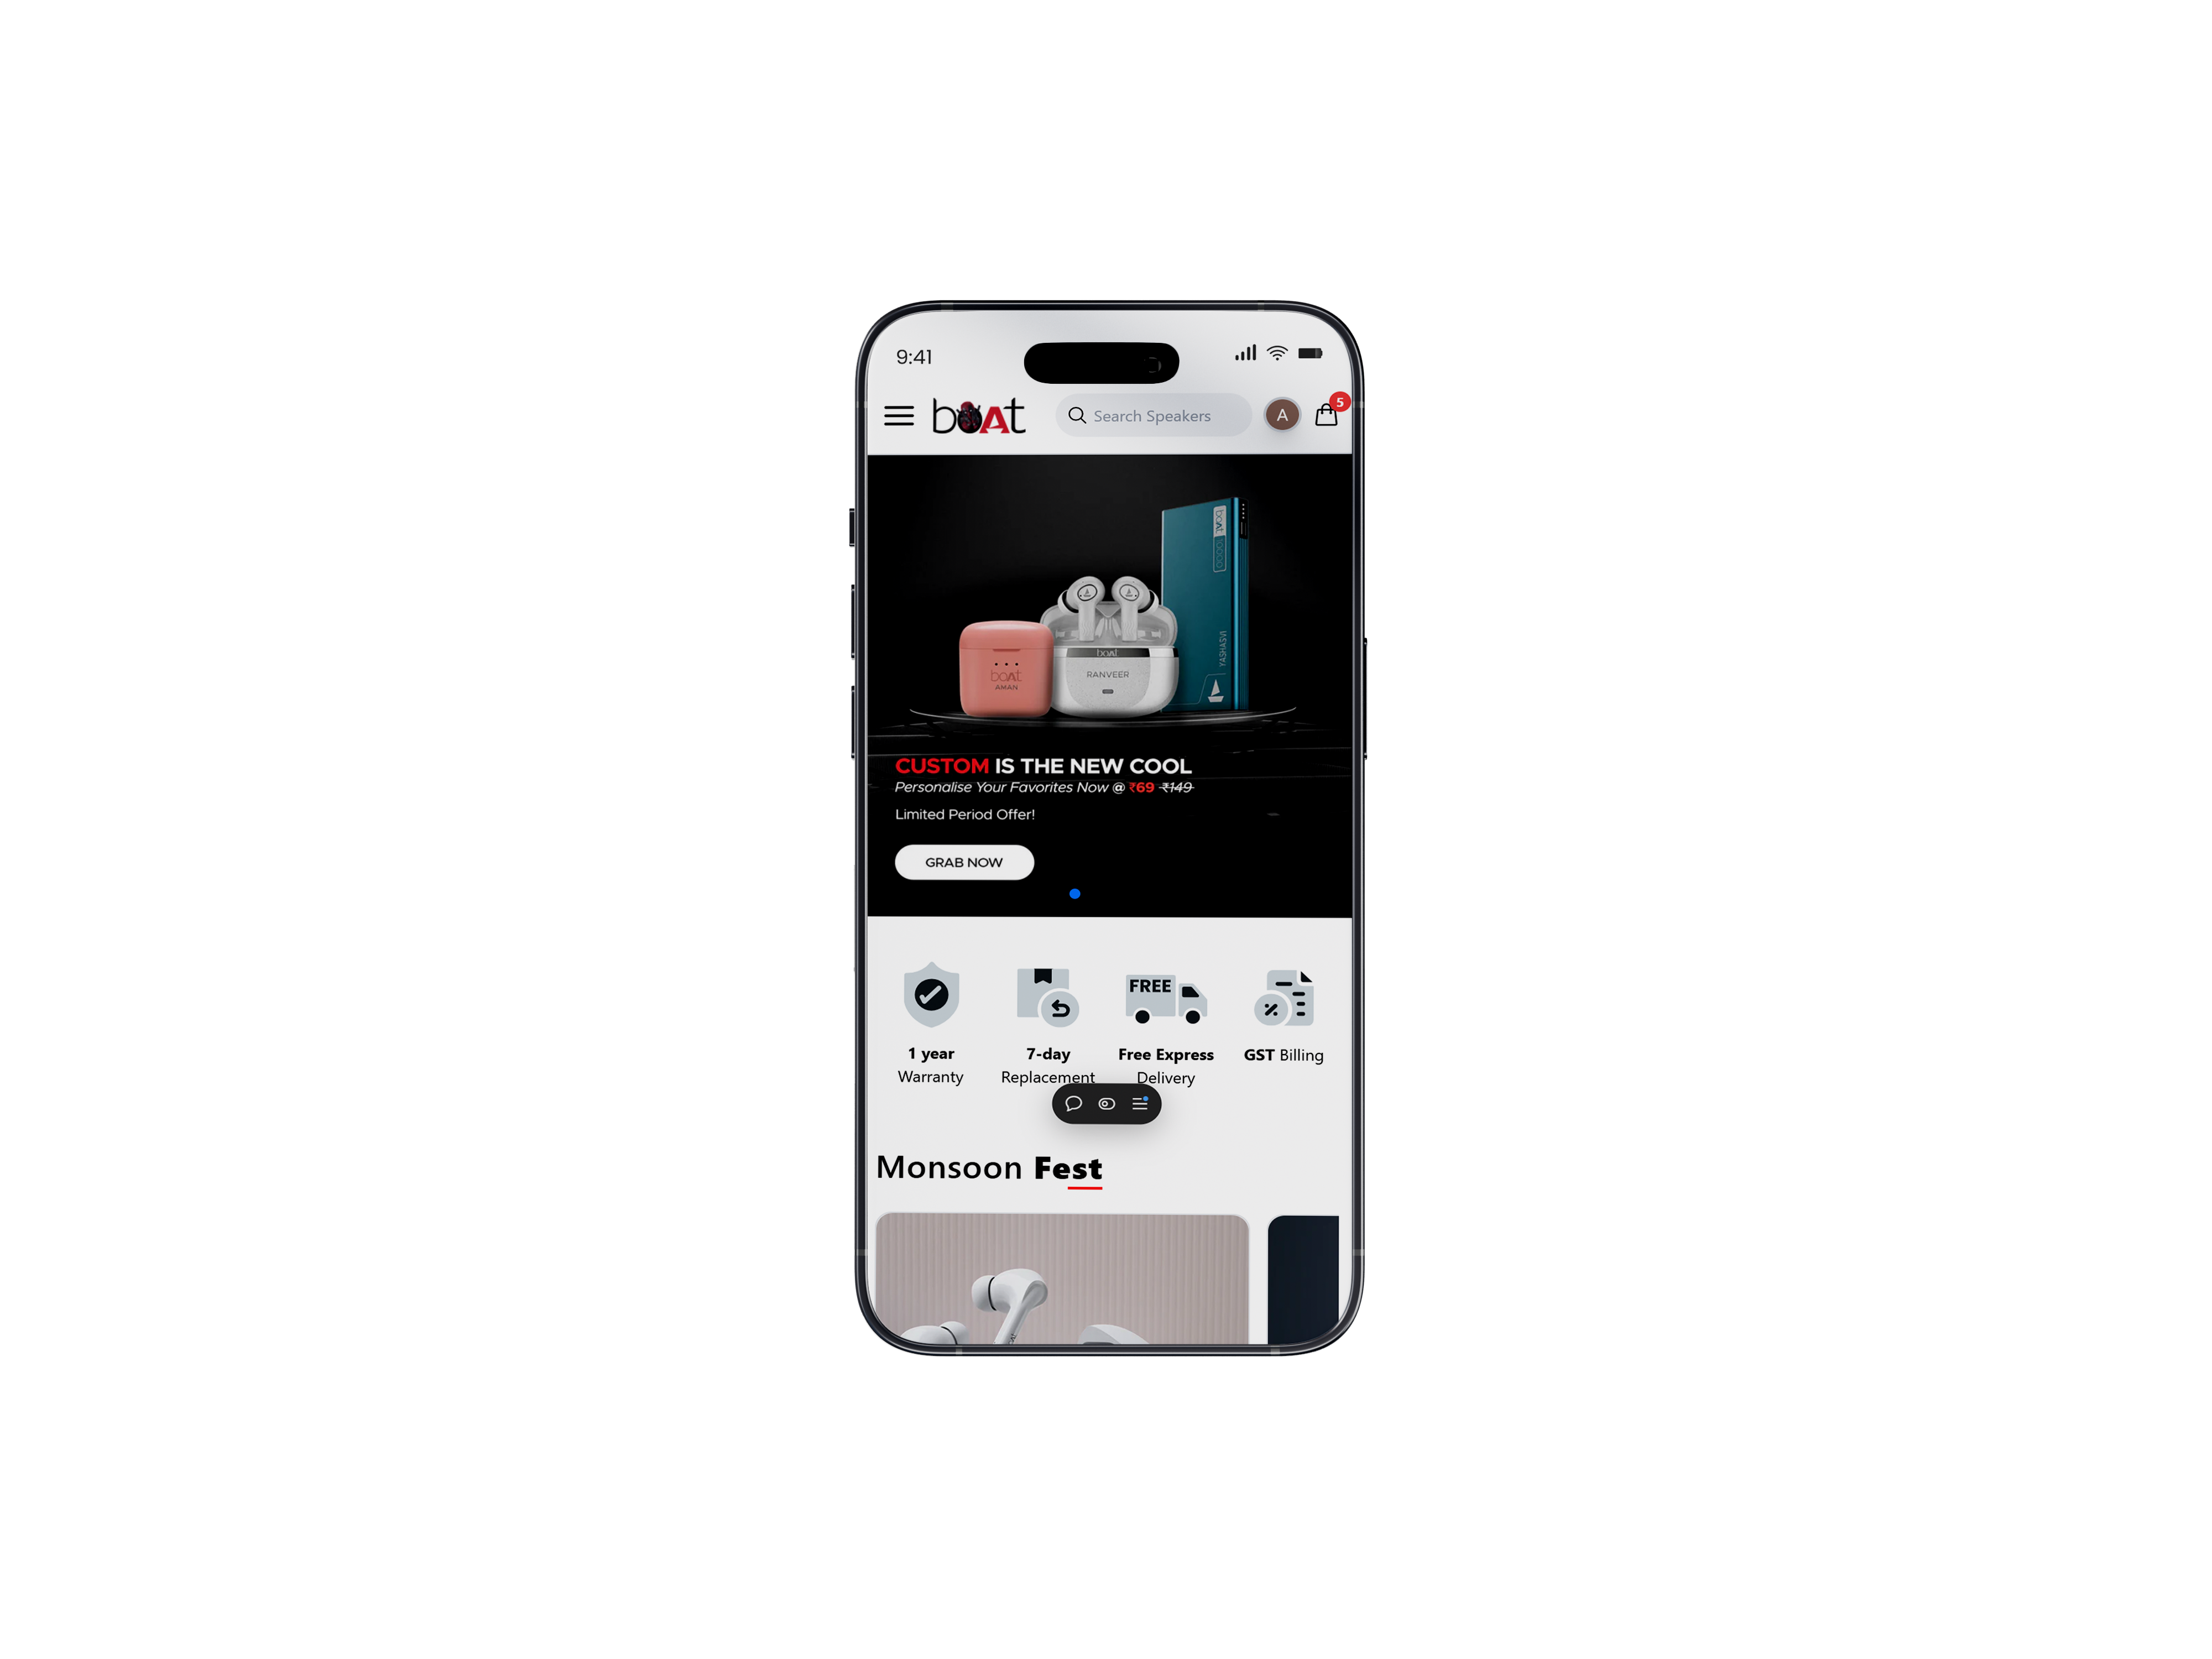 9:41
boAt
Search Speakers
A
5
boAt 10000
YASHASVI
boAt
RANVEER
boAt
AMAN
CUSTOM IS THE NEW COOL
Personalise Your Favorites Now @ ₹69 ₹149
Limited Period Offer!
GRAB NOW
FREE
1 year
Warranty
7-day
Replacement
Free Express
Delivery
GST Billing
Monsoon Fest